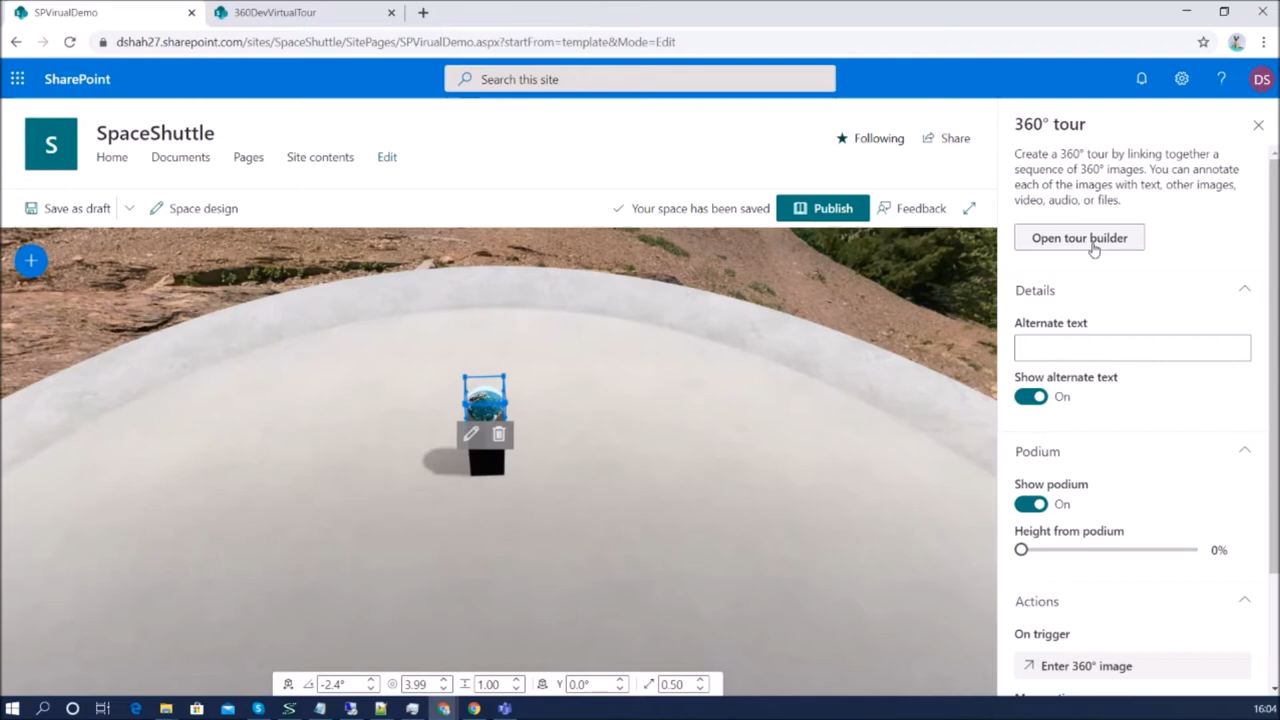 SPVirualDemo
360DevVirtualTour
dshah27.sharepoint.com/sites/SpaceShuttle/SitePages/SPVirualDemo.aspx?startFrom=template&Mode=Edit
SharePoint
Search this site
DS
S
SpaceShuttle
Home Documents Pages Site contents Edit
Following Share
Save as draft Space design Your space has been saved Publish Feedback
360° tour
Create a 360° tour by linking together a
sequence of 360° images. You can annotate
each of the images with text, other images,
video, audio, or files.
Open tour builder
Details
Alternate text
Show alternate text
On
Podium
Show podium
On
Height from podium
0%
Actions
On trigger
Enter 360° image
-2.4° 3.99 1.00 Y 0.0° 0.50
16:04